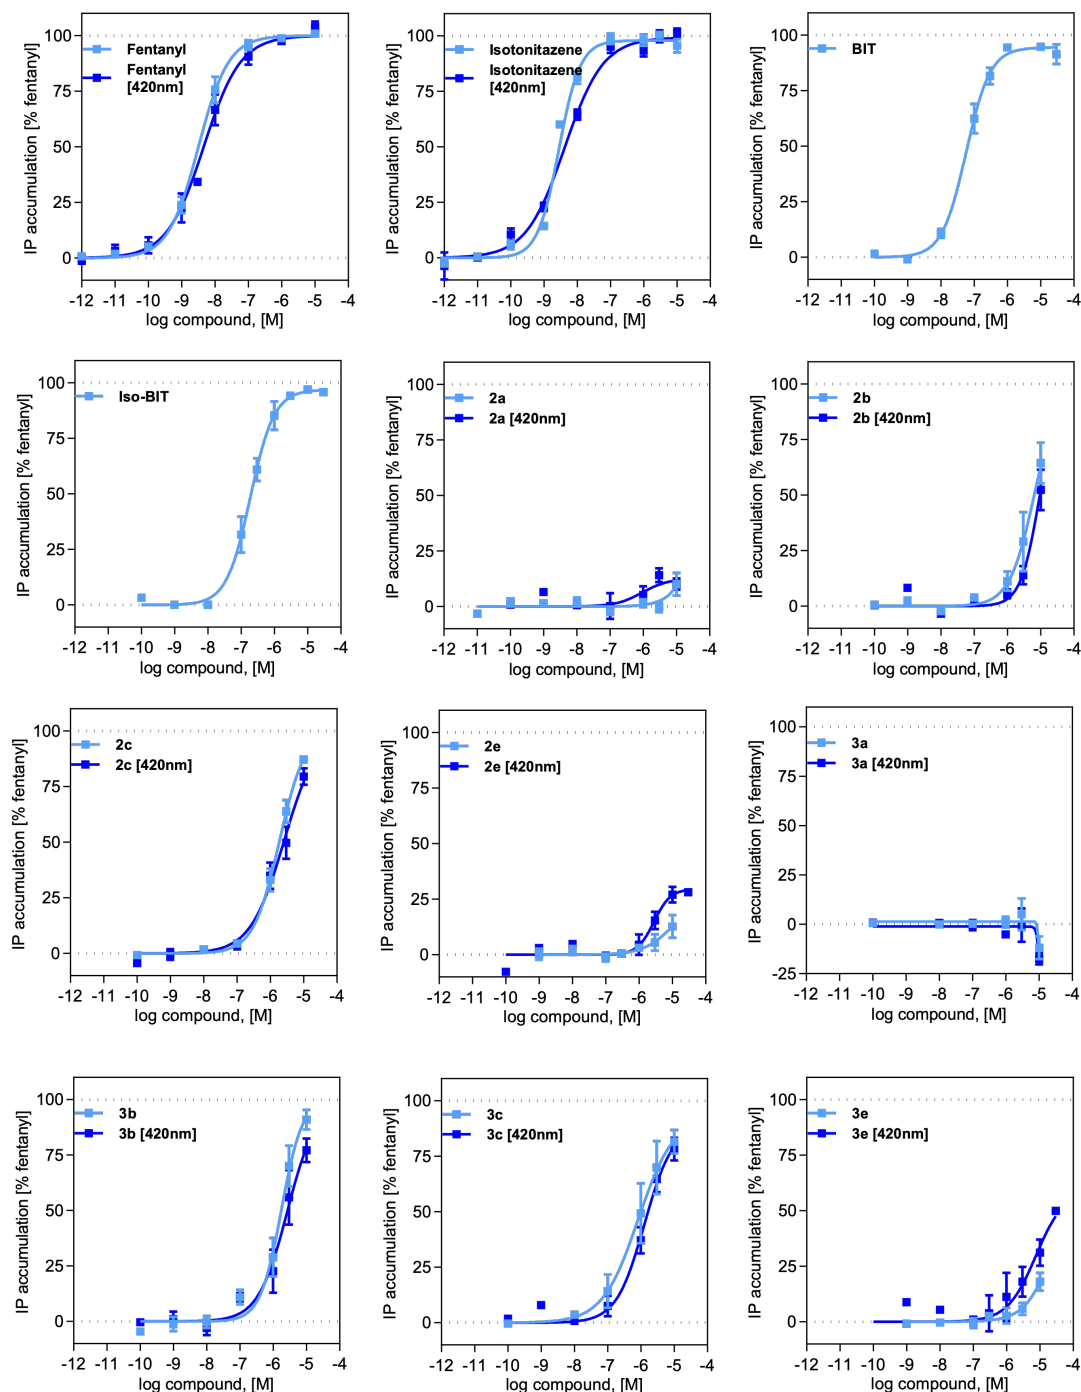 IP accumulation [% fentanyl]
100
75
50
25
0
Fentanyl
Fentanyl
[420nm]
-12 -11 -10 -9 -8 -7 -6 -5 -4
log compound, [M]
IP accumulation [% fentanyl]
100
75
50
25
0
Isotonitazene
Isotonitazene
[420nm]
-12 -11 -10 -9 -8 -7 -6 -5 -4
log compound, [M]
IP accumulation [% fentanyl]
100
75
50
25
0
BIT
-12 -11 -10 -9 -8 -7 -6 -5 -4
log compound, [M]
IP accumulation [% fentanyl]
100
75
50
25
0
Iso-BIT
-12 -11 -10 -9 -8 -7 -6 -5 -4
log compound, [M]
IP accumulation [% fentanyl]
100
75
50
25
0
2a
2a [420nm]
-12 -11 -10 -9 -8 -7 -6 -5 -4
log compound, [M]
IP accumulation [% fentanyl]
100
75
50
25
0
2b
2b [420nm]
-12 -11 -10 -9 -8 -7 -6 -5 -4
log compound, [M]
IP accumulation [% fentanyl]
100
75
50
25
0
2c
2c [420nm]
-12 -11 -10 -9 -8 -7 -6 -5 -4
log compound, [M]
IP accumulation [% fentanyl]
100
75
50
25
0
2e
2e [420nm]
-12 -11 -10 -9 -8 -7 -6 -5 -4
log compound, [M]
IP accumulation [% fentanyl]
100
75
50
25
0
-25
3a
3a [420nm]
-12 -11 -10 -9 -8 -7 -6 -5 -4
log compound, [M]
IP accumulation [% fentanyl]
100
75
50
25
0
3b
3b [420nm]
-12 -11 -10 -9 -8 -7 -6 -5 -4
log compound, [M]
IP accumulation [% fentanyl]
100
75
50
25
0
3c
3c [420nm]
-12 -11 -10 -9 -8 -7 -6 -5 -4
log compound, [M]
IP accumulation [% fentanyl]
100
75
50
25
0
3e
3e [420nm]
-12 -11 -10 -9 -8 -7 -6 -5 -4
log compound, [M]